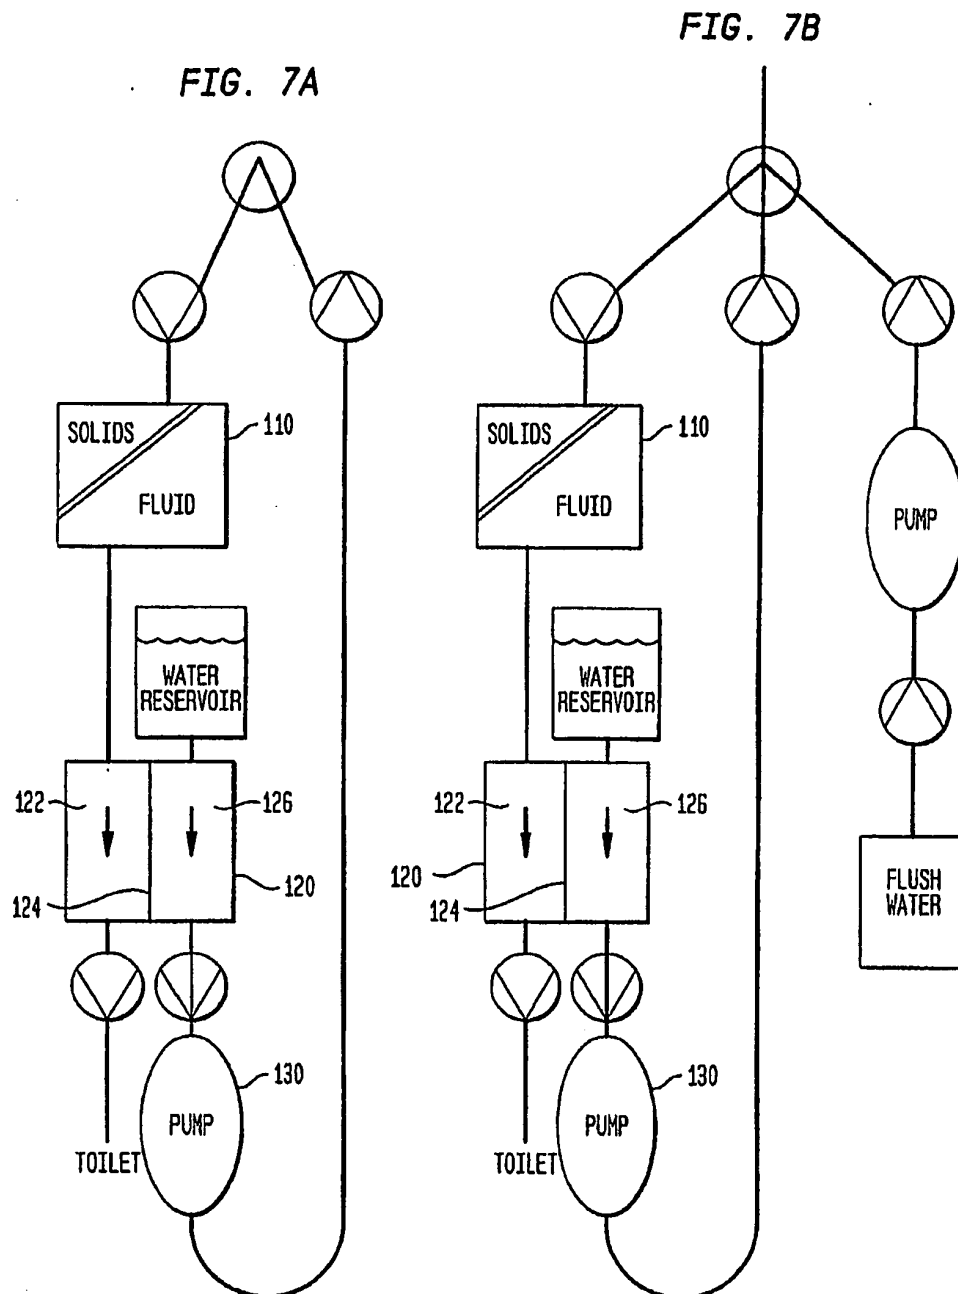 FIG. 7A
SOLIDS
FLUID
110
WATER
RESERVOIR
122
126
124
120
130
PUMP
TOILET
FIG. 7B
SOLIDS
FLUID
110
PUMP
WATER
RESERVOIR
122
126
120
124
FLUSH
WATER
130
PUMP
TOILET